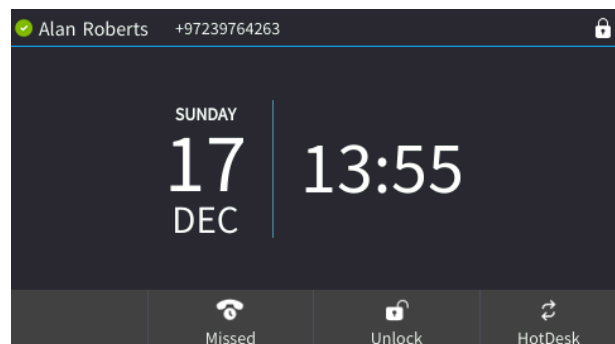 Alan Roberts +97239764263
SUNDAY
17
DEC
13:55
Missed Unlock HotDesk